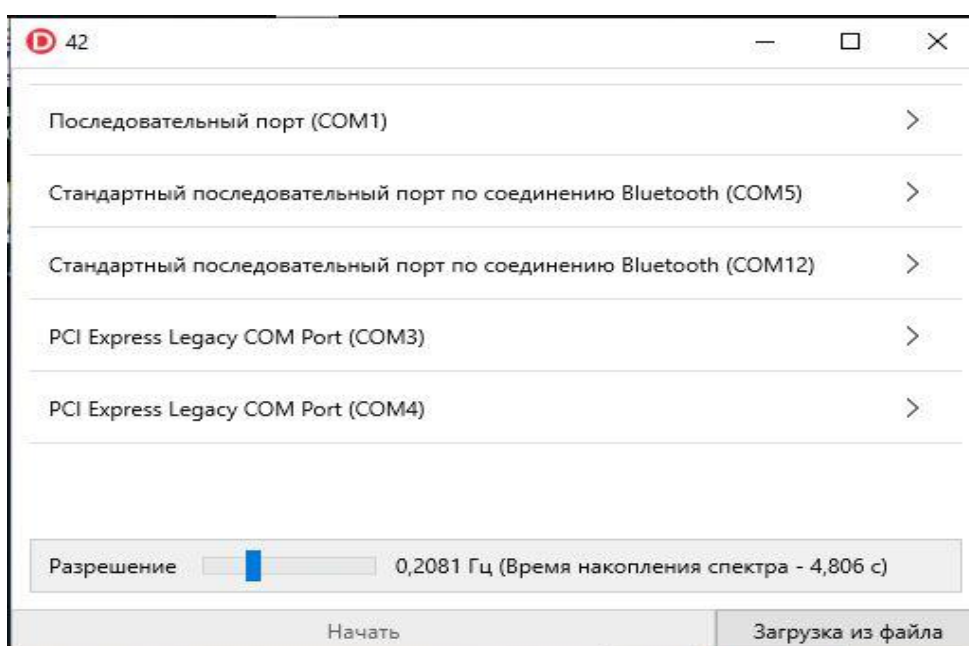 42
Последовательный порт (COM1)
Стандартный последовательный порт по соединению Bluetooth (COM5)
Стандартный последовательный порт по соединению Bluetooth (COM12)
PCI Express Legacy COM Port (COM3)
PCI Express Legacy COM Port (COM4)
Разрешение 0,2081 Гц (Время накопления спектра - 4,806 с)
Начать Загрузка из файла